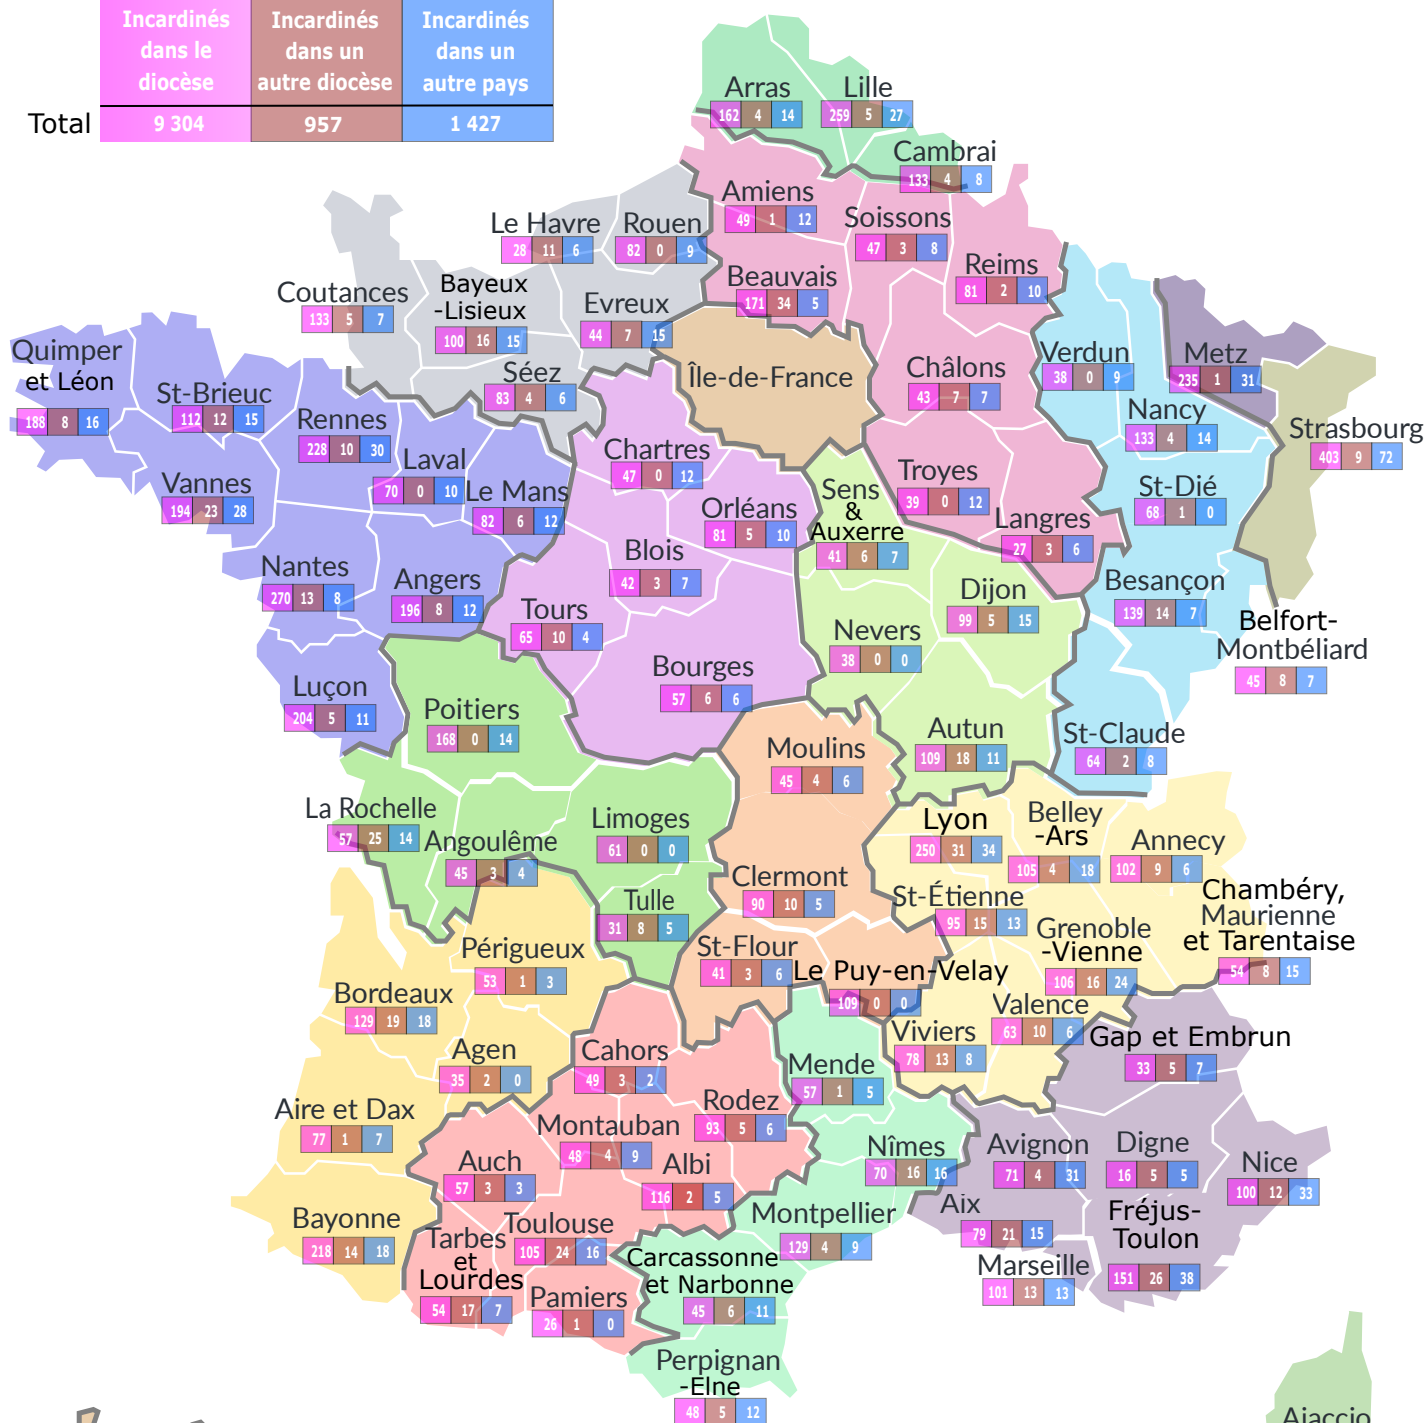 Incardinés dans le diocèse
Incardinés dans un autre diocèse
Incardinés dans un autre pays
Total 9 304 957 1 427
Arras
162 4 14
Lille
259 5 27
Cambrai
133 4 8
Amiens
49 1 12
Soissons
47 3 8
Le Havre
28 11 6
Rouen
82 0 9
Beauvais
171 34 5
Reims
81 2 10
Coutances
133 5 7
Bayeux
-Lisieux
100 16 15
Evreux
44 7 15
Séez
83 4 6
Île-de-France
Châlons
43 7 7
Verdun
38 0 9
Metz
235 1 31
Nancy
133 4 14
Strasbourg
403 9 72
Quimper
et Léon
188 8 16
St-Brieuc
112 12 15
Rennes
228 10 30
Laval
70 0 10
Le Mans
82 6 12
Vannes
194 23 28
Chartres
47 0 12
Orléans
81 5 10
Sens
&
Auxerre
41 6 7
Troyes
39 0 12
Langres
27 3 6
St-Dié
68 1 0
Blois
42 3 7
Nantes
270 13 8
Angers
196 8 12
Tours
65 10 4
Dijon
99 5 15
Besançon
139 14 7
Belfort-
Montbéliard
45 8 7
Nevers
38 0 0
Bourges
57 6 6
Luçon
204 5 11
Poitiers
168 0 14
Moulins
45 4 6
Autun
109 18 11
St-Claude
64 2 8
La Rochelle
57 25 14
Angoulême
45 3 4
Limoges
61 0 0
Lyon
250 31 34
Belley
-Ars
105 4 18
Annecy
102 9 6
Tulle
31 8 5
Clermont
90 10 5
St-Étienne
95 15 13
Grenoble
-Vienne
106 16 24
Chambéry,
Maurienne
et Tarentaise
54 8 15
Périgueux
53 1 3
St-Flour
41 3 6
Le Puy-en-Velay
109 0 0
Bordeaux
129 19 18
Valence
63 10 6
Viviers
78 13 8
Gap et Embrun
33 5 7
Agen
35 2 0
Cahors
49 3 2
Mende
57 1 5
Aire et Dax
77 1 7
Montauban
48 4 9
Rodez
93 5 6
Nîmes
70 16 16
Avignon
71 4 31
Digne
16 5 5
Nice
100 12 33
Auch
57 3 3
Albi
116 2 5
Bayonne
218 14 18
Tarbes
et
Lourdes
54 17 7
Toulouse
105 24 16
Montpellier
129 4 9
Aix
79 21 15
Fréjus-
Toulon
151 26 38
Marseille
101 13 13
Carcassonne
et Narbonne
45 6 11
Pamiers
26 1 0
Perpignan
-Elne
48 5 12
Ajaccio